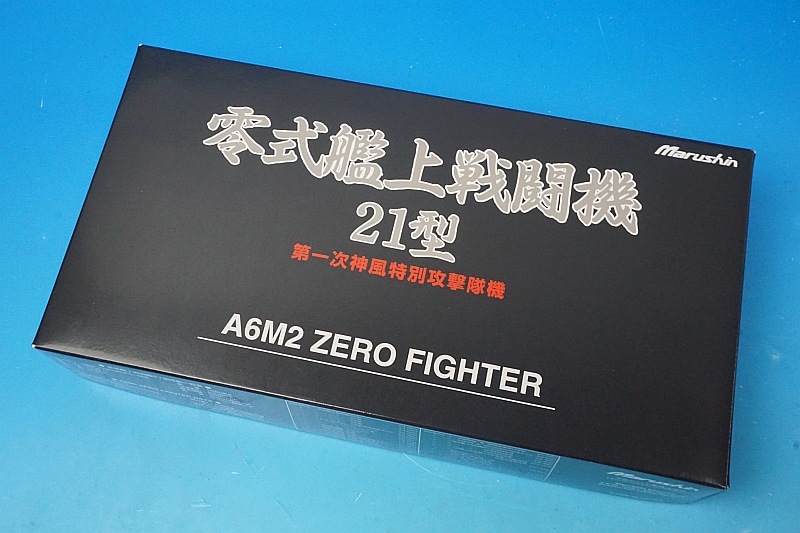 Marushin
零式艦上戦闘機
21型
第一次神風特別攻撃隊機
A6M2 ZERO FIGHTER
Marushin